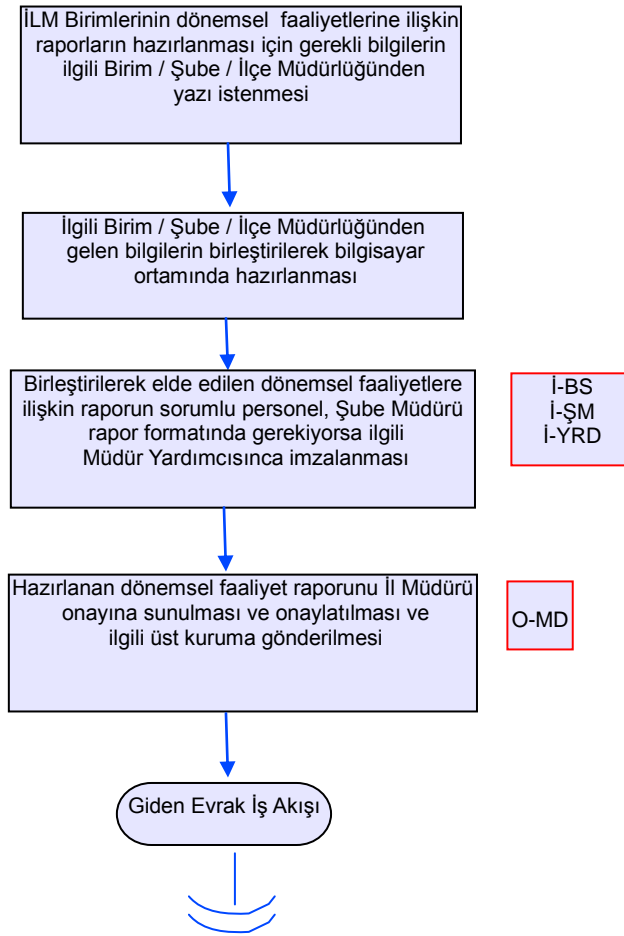 İLM Birimlerinin dönemsel faaliyetlerine ilişkin
raporların hazırlanması için gerekli bilgilerin
ilgili Birim / Şube / İlçe Müdürlüğünden
yazı istenmesi
İlgili Birim / Şube / İlçe Müdürlüğünden
gelen bilgilerin birleştirilerek bilgisayar
ortamında hazırlanması
Birleştirilerek elde edilen dönemsel faaliyetlere
ilişkin raporun sorumlu personel, Şube Müdürü
rapor formatında gerekiyorsa ilgili
Müdür Yardımcısınca imzalanması
İ-BS
İ-ŞM
İ-YRD
Hazırlanan dönemsel faaliyet raporunu İl Müdürü
onayına sunulması ve onaylatılması ve
ilgili üst kuruma gönderilmesi
O-MD
Giden Evrak İş Akışı